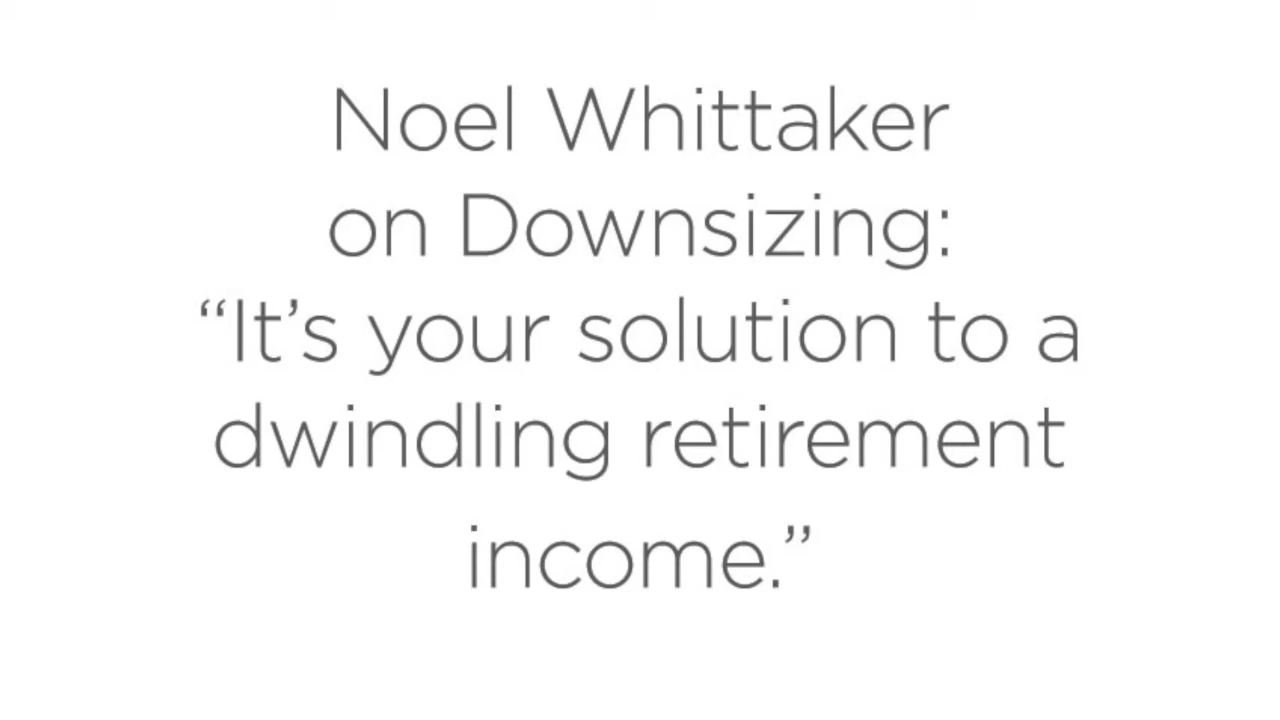 Noel Whittaker
on Downsizing:
“It’s your solution to a
dwindling retirement
income.”